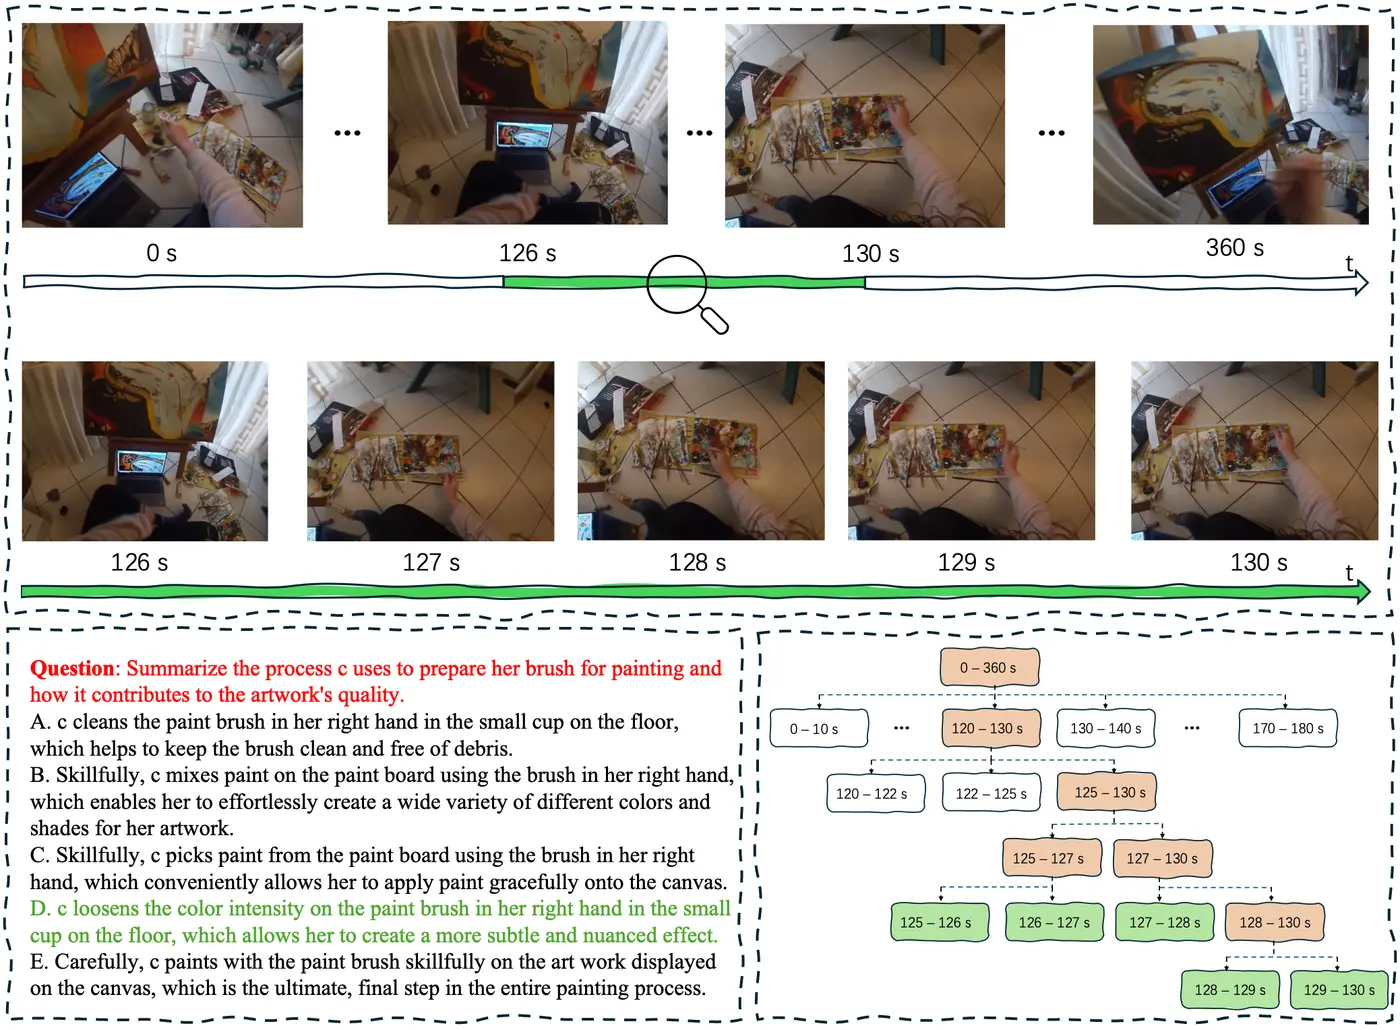 ...
...
...
0 s
126 s
130 s
360 s
t
126 s
127 s
128 s
129 s
130 s
t
Question: Summarize the process c uses to prepare her brush for painting and
how it contributes to the artwork's quality.
A. c cleans the paint brush in her right hand in the small cup on the floor,
which helps to keep the brush clean and free of debris.
B. Skillfully, c mixes paint on the paint board using the brush in her right hand,
which enables her to effortlessly create a wide variety of different colors and
shades for her artwork.
C. Skillfully, c picks paint from the paint board using the brush in her right
hand, which conveniently allows her to apply paint gracefully onto the canvas.
D. c loosens the color intensity on the paint brush in her right hand in the small
cup on the floor, which allows her to create a more subtle and nuanced effect.
E. Carefully, c paints with the paint brush skillfully on the art work displayed
on the canvas, which is the ultimate, final step in the entire painting process.
0 – 360 s
0 – 10 s
...
120 – 130 s
130 – 140 s
...
170 – 180 s
120 – 122 s
122 – 125 s
125 – 130 s
125 – 127 s
127 – 130 s
125 – 126 s
126 – 127 s
127 – 128 s
128 – 130 s
128 – 129 s
129 – 130 s